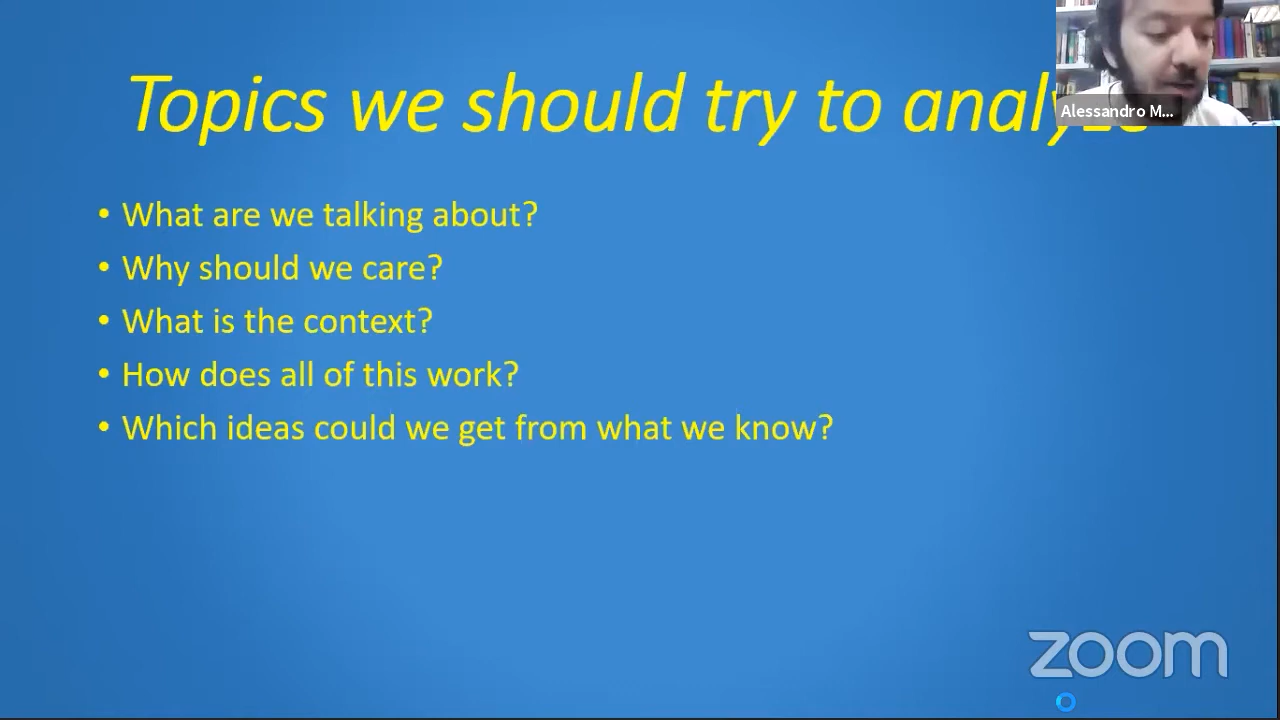 Topics we should try to analyze
Alessandro M...
• What are we talking about?
• Why should we care?
• What is the context?
• How does all of this work?
• Which ideas could we get from what we know?
zoom